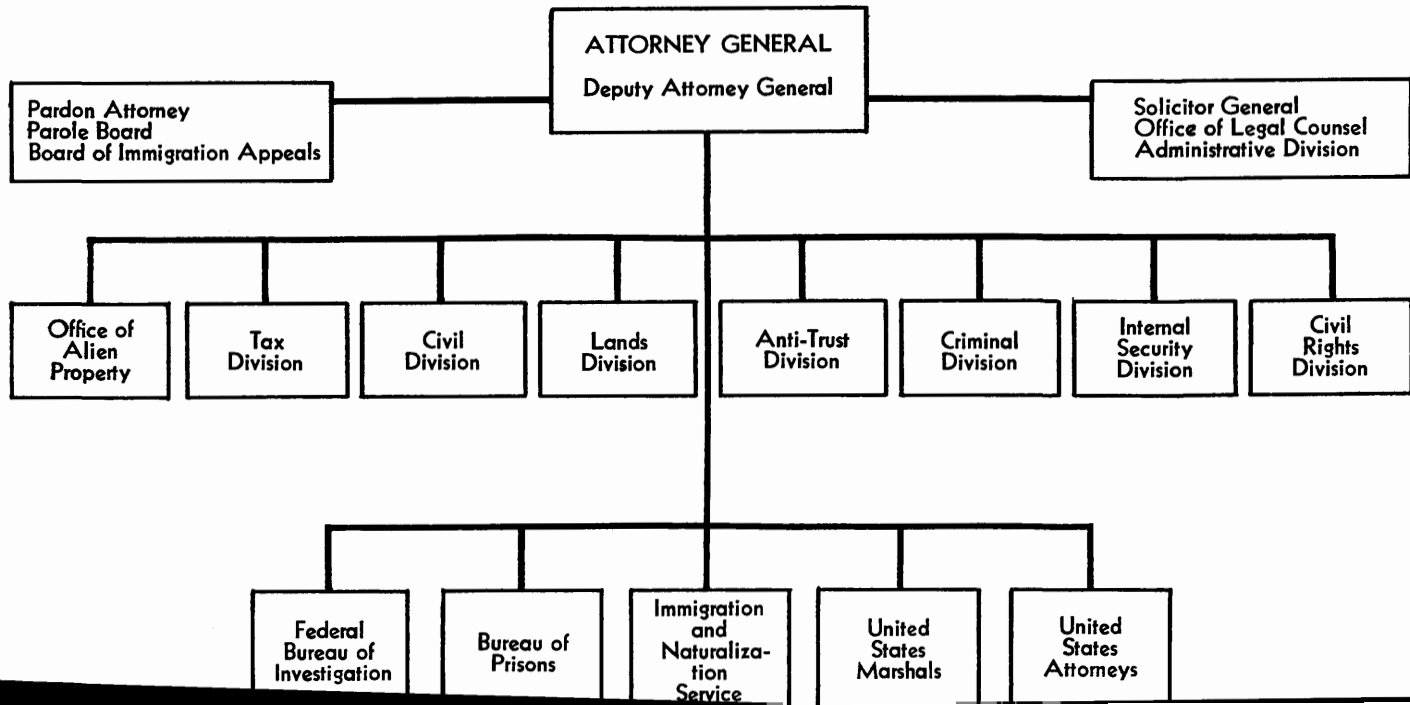 ATTORNEY GENERAL
Deputy Attorney General
Pardon Attorney
Parole Board
Board of Immigration Appeals
Solicitor General
Office of Legal Counsel
Administrative Division
Office of
Alien
Property
Tax
Division
Civil
Division
Lands
Division
Anti-Trust
Division
Criminal
Division
Internal
Security
Division
Civil
Rights
Division
Federal
Bureau of
Investigation
Bureau of
Prisons
Immigration
and
Naturaliza-
tion
Service
United
States
Marshals
United
States
Attorneys